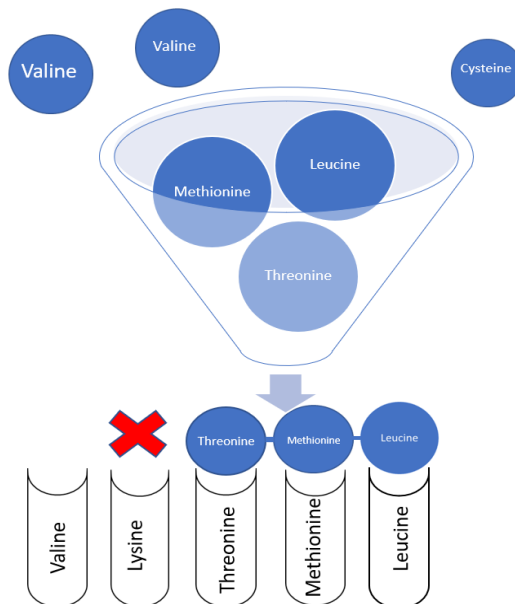 Valine
Valine
Cysteine
Methionine
Leucine
Threonine
Threonine
Methionine
Leucine
Valine
Lysine
Threonine
Methionine
Leucine